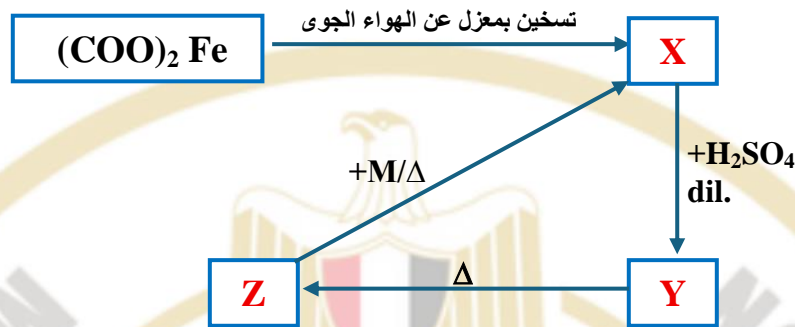 تسخين بمعزل عن الهواء الجوى
(COO)₂ Fe
X
+H₂SO₄
dil.
+M/Δ
Z
Δ
Y